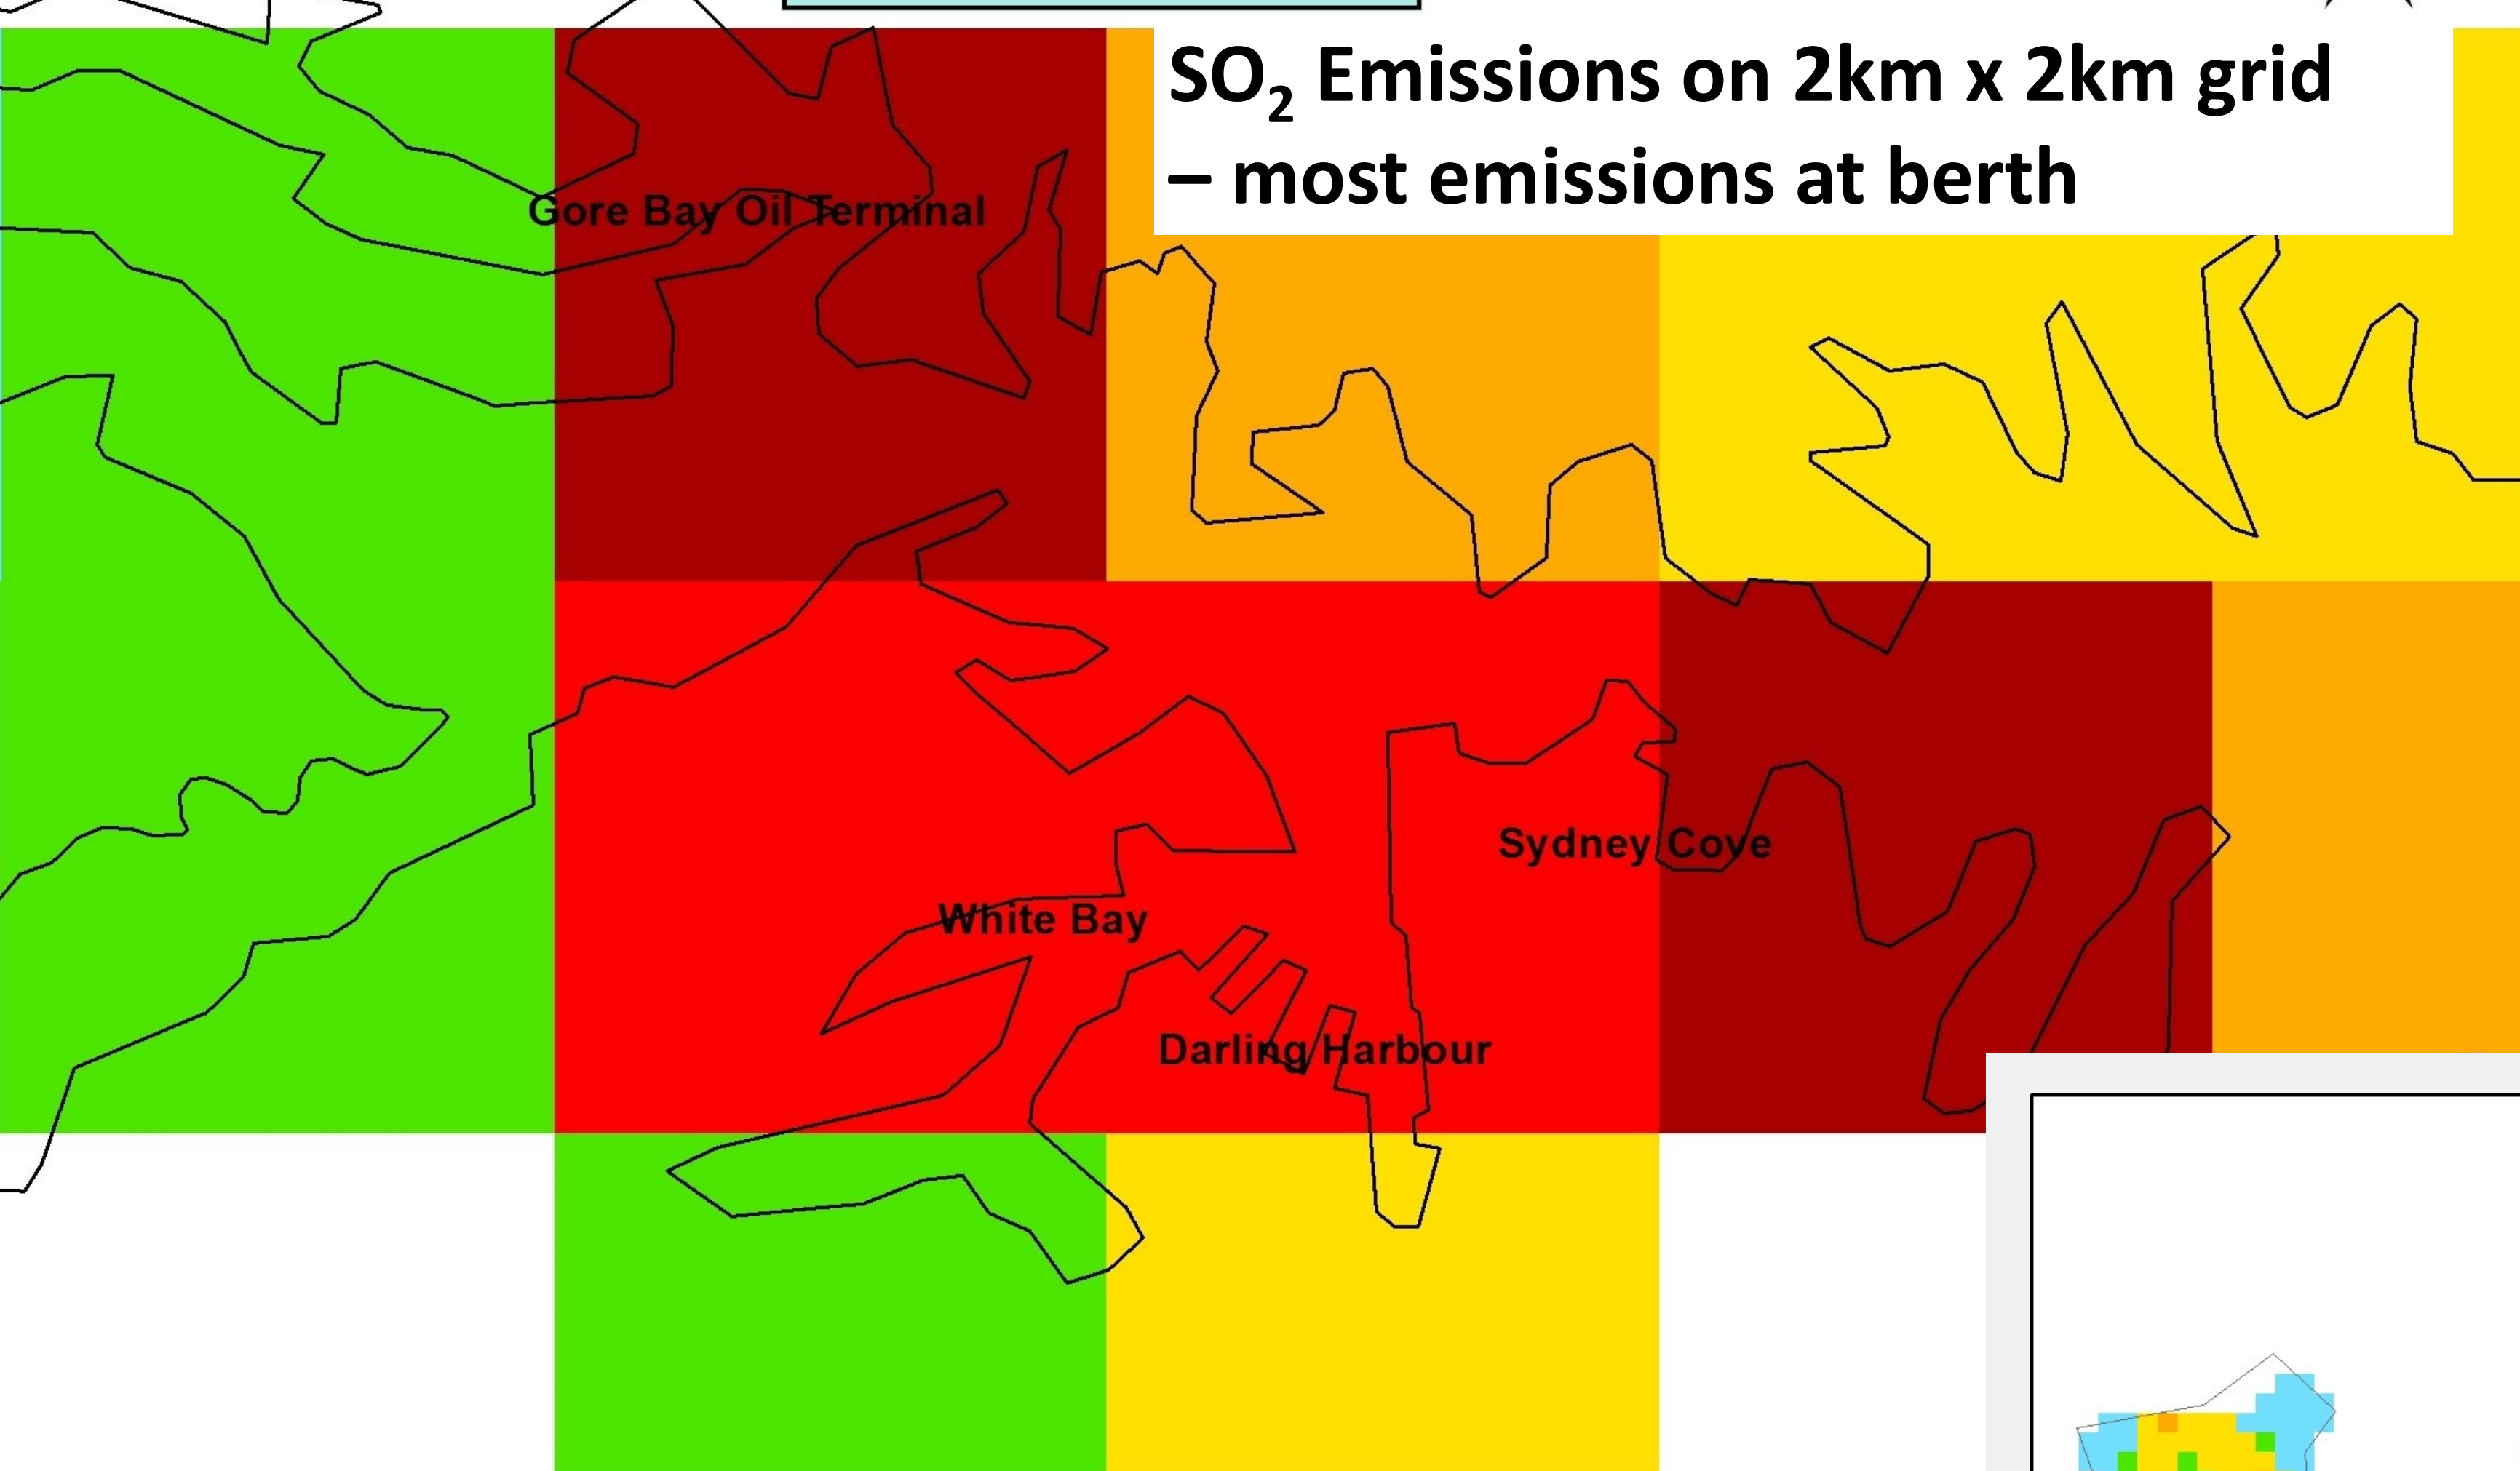 SO₂ Emissions on 2km x 2km grid
– most emissions at berth
Gore Bay Oil Terminal
Sydney Cove
White Bay
Darling Harbour